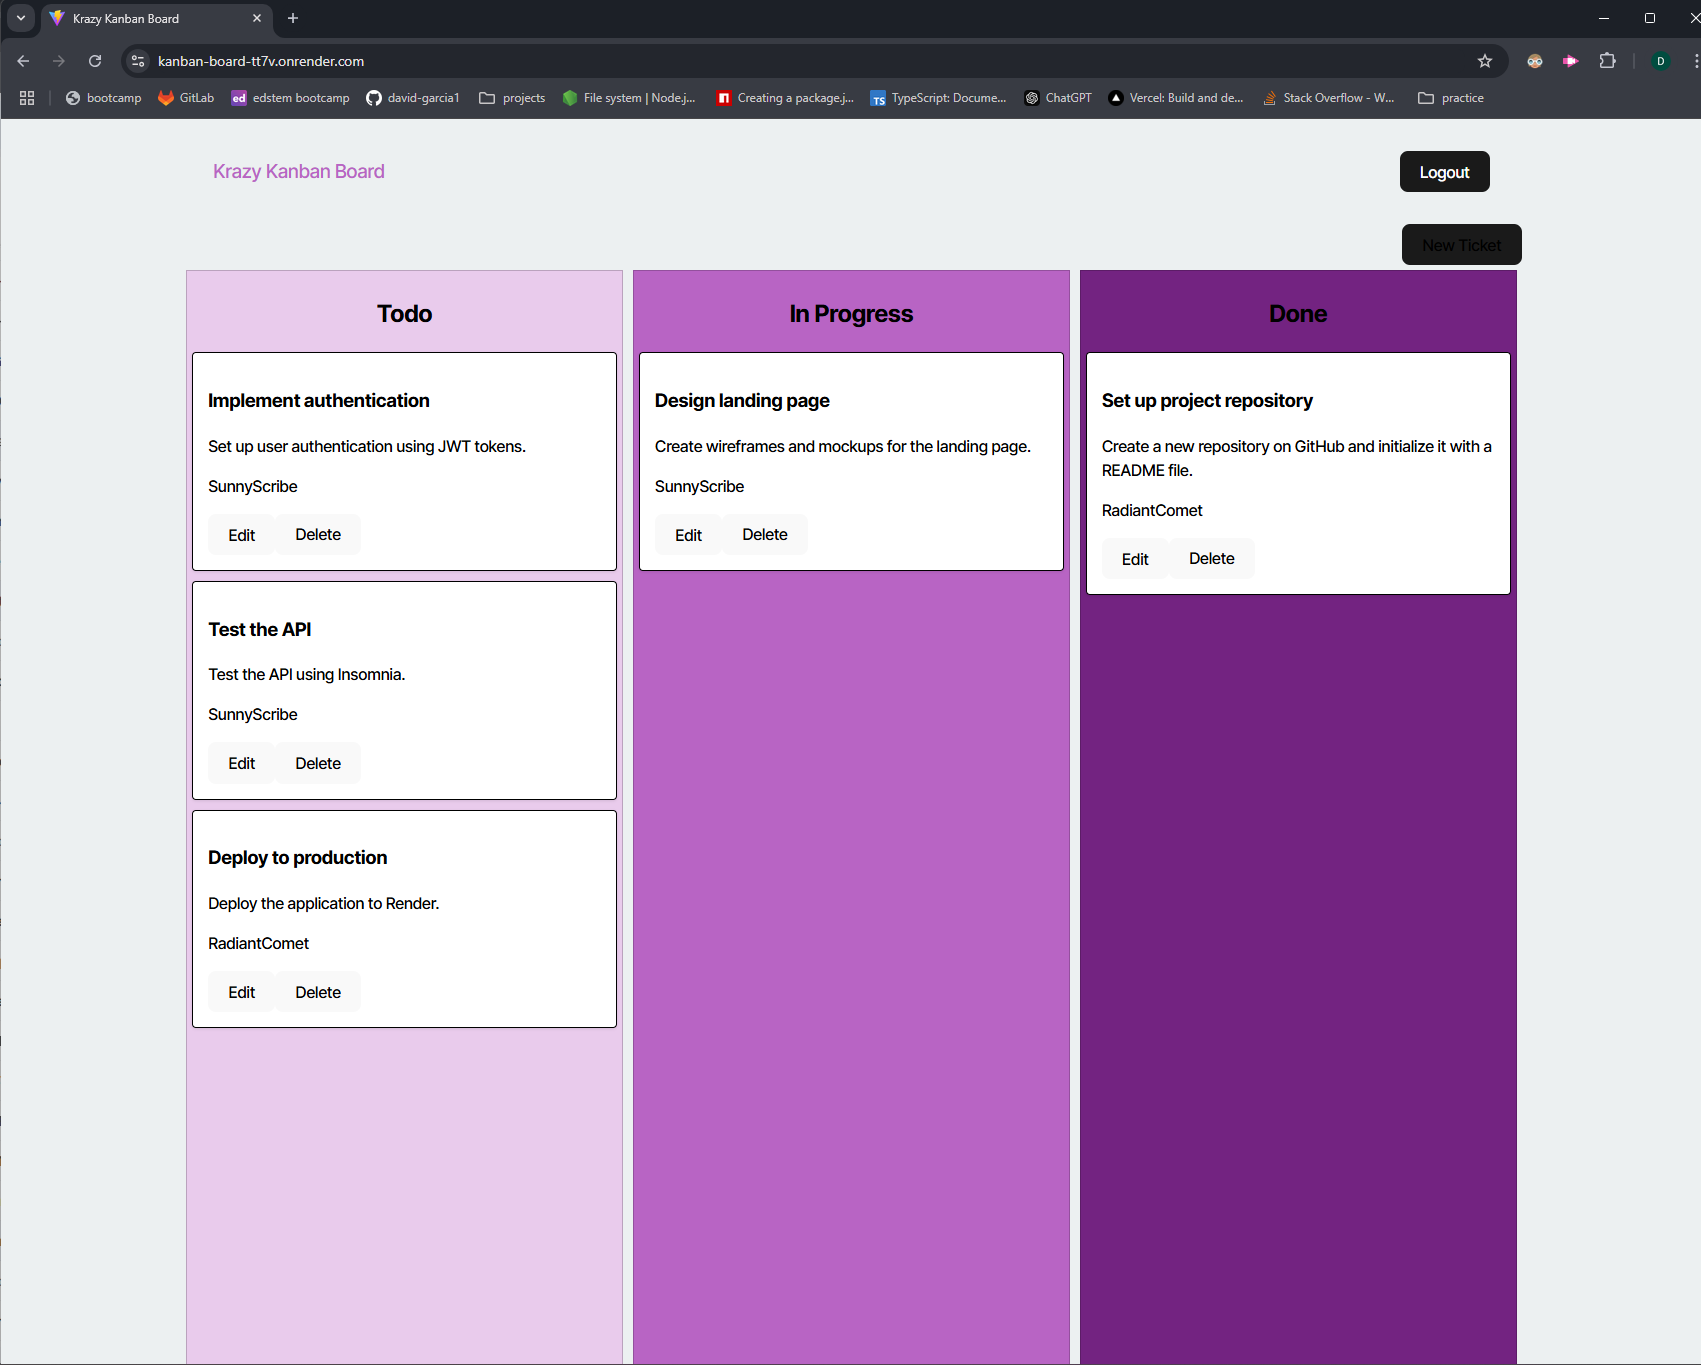 Krazy Kanban Board
kanban-board-tt7v.onrender.com
D
bootcamp
GitLab
ed edstem bootcamp
david-garcia1
projects
File system | Node.j...
Creating a package.j...
TS TypeScript: Docume...
ChatGPT
Vercel: Build and de...
Stack Overflow - W...
practice
Krazy Kanban Board
Logout
New Ticket
Todo
Implement authentication
Set up user authentication using JWT tokens.
SunnyScribe
Edit Delete
Test the API
Test the API using Insomnia.
SunnyScribe
Edit Delete
Deploy to production
Deploy the application to Render.
RadiantComet
Edit Delete
In Progress
Design landing page
Create wireframes and mockups for the landing page.
SunnyScribe
Edit Delete
Done
Set up project repository
Create a new repository on GitHub and initialize it with a
README file.
RadiantComet
Edit Delete